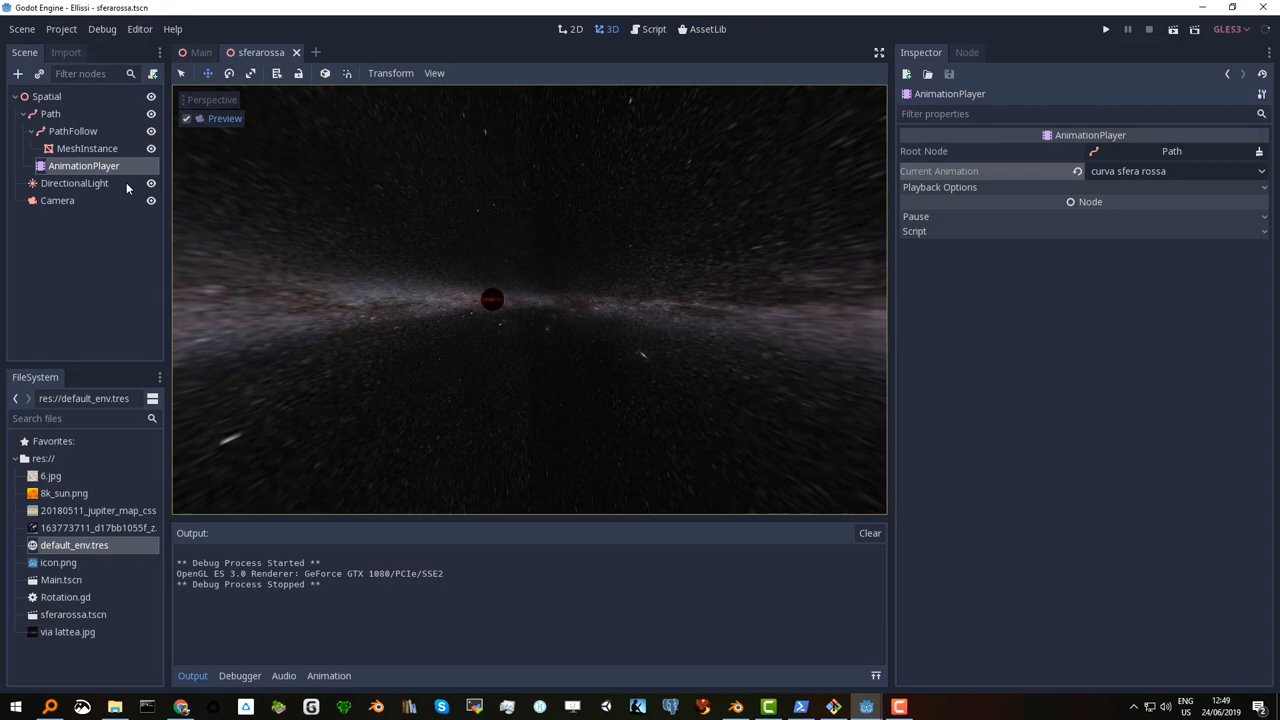 Godot Engine - Ellissi - sferarossa.tscn
Scene Project Debug Editor Help
2D 3D Script AssetLib
GLES3
Scene Import
Main sferarossa
Inspector Node
Filter nodes
Transform View
AnimationPlayer
Spatial
Perspective
Path
Filter properties
Preview
PathFollow
AnimationPlayer
MeshInstance
Root Node Path
AnimationPlayer
Current Animation curva sfera rossa
DirectionalLight
Playback Options
Camera
Node
Pause
Script
FileSystem
res://default_env.tres
Search files
Favorites:
res://
6.jpg
8k_sun.png
20180511_jupiter_map_css
163773711_d17bb1055f_z.
default_env.tres
icon.png
Main.tscn
Rotation.gd
sferarossa.tscn
via lattea.jpg
Output:
Clear
** Debug Process Started **
OpenGL ES 3.0 Renderer: GeForce GTX 1080/PCIe/SSE2
** Debug Process Stopped **
Output Debugger Audio Animation
ENG
US
12:49
24/06/2019